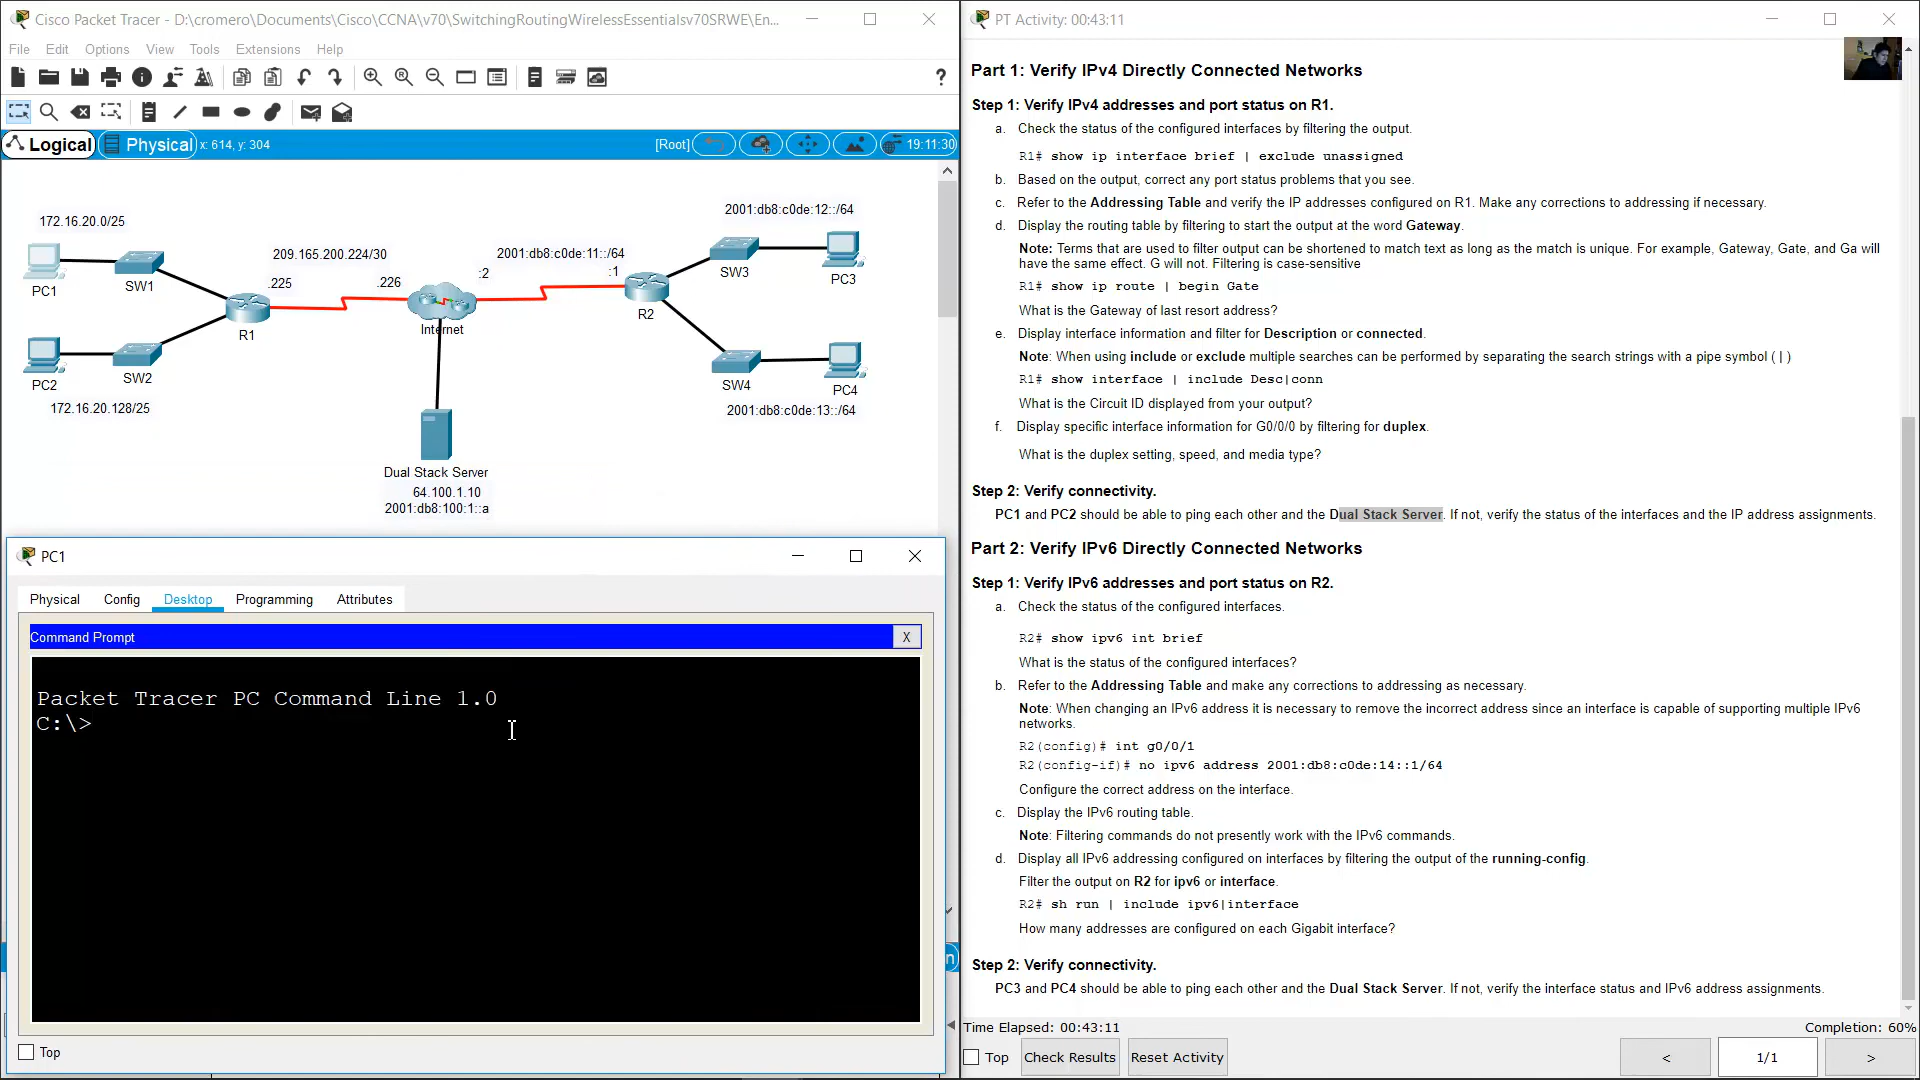 Cisco Packet Tracer - D:\cromero\Documents\Cisco\CCNA\v70\SwitchingRoutingWirelessEssentialsv70SRWE\En...
File Edit Options View Tools Extensions Help
Logical Physical x: 614, y: 304 [Root] 19:11:30
2001:db8:c0de:12::/64
172.16.20.0/25
209.165.200.224/30
2001:db8:c0de:11::/64
SW3
PC3
:2
:1
.225
.226
PC1
SW1
R2
Internet
R1
SW2
PC2
SW4
PC4
172.16.20.128/25
2001:db8:c0de:13::/64
Dual Stack Server
64.100.1.10
2001:db8:100:1::a
PC1
Physical Config Desktop Programming Attributes
Command Prompt
X
Packet Tracer PC Command Line 1.0
C:\>
Top
PT Activity: 00:43:11
Part 1: Verify IPv4 Directly Connected Networks
Step 1: Verify IPv4 addresses and port status on R1.
a. Check the status of the configured interfaces by filtering the output.
R1# show ip interface brief | exclude unassigned
b. Based on the output, correct any port status problems that you see.
c. Refer to the Addressing Table and verify the IP addresses configured on R1. Make any corrections to addressing if necessary.
d. Display the routing table by filtering to start the output at the word Gateway.
Note: Terms that are used to filter output can be shortened to match text as long as the match is unique. For example, Gateway, Gate, and Ga will
have the same effect. G will not. Filtering is case-sensitive
R1# show ip route | begin Gate
What is the Gateway of last resort address?
e. Display interface information and filter for Description or connected.
Note: When using include or exclude multiple searches can be performed by separating the search strings with a pipe symbol ( | )
R1# show interface | include Desc|conn
What is the Circuit ID displayed from your output?
f. Display specific interface information for G0/0/0 by filtering for duplex.
What is the duplex setting, speed, and media type?
Step 2: Verify connectivity.
PC1 and PC2 should be able to ping each other and the Dual Stack Server. If not, verify the status of the interfaces and the IP address assignments.
Part 2: Verify IPv6 Directly Connected Networks
Step 1: Verify IPv6 addresses and port status on R2.
a. Check the status of the configured interfaces.
R2# show ipv6 int brief
What is the status of the configured interfaces?
b. Refer to the Addressing Table and make any corrections to addressing as necessary.
Note: When changing an IPv6 address it is necessary to remove the incorrect address since an interface is capable of supporting multiple IPv6
networks.
R2(config)# int g0/0/1
R2(config-if)# no ipv6 address 2001:db8:c0de:14::1/64
Configure the correct address on the interface.
c. Display the IPv6 routing table.
Note: Filtering commands do not presently work with the IPv6 commands.
d. Display all IPv6 addressing configured on interfaces by filtering the output of the running-config.
Filter the output on R2 for ipv6 or interface.
R2# sh run | include ipv6|interface
How many addresses are configured on each Gigabit interface?
Step 2: Verify connectivity.
PC3 and PC4 should be able to ping each other and the Dual Stack Server. If not, verify the interface status and IPv6 address assignments.
Time Elapsed: 00:43:11 Completion: 60%
Top Check Results Reset Activity < 1/1 >